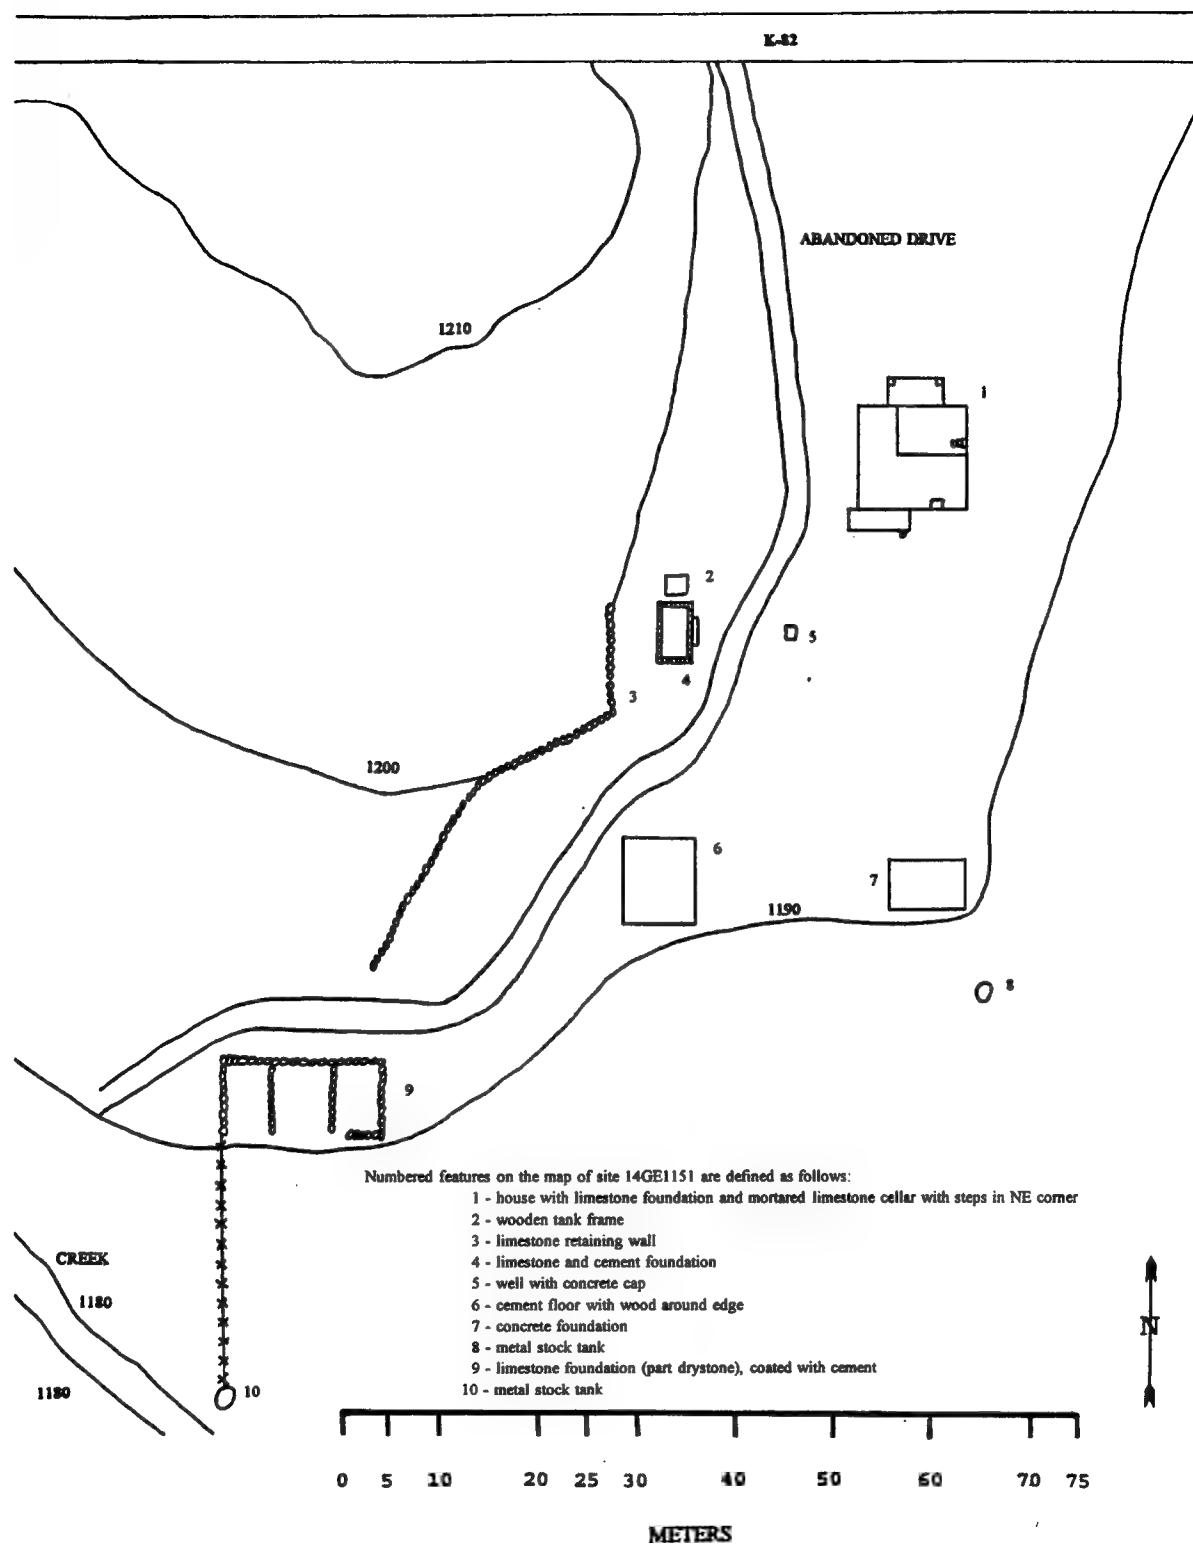 K-82
ABANDONED DRIVE
1210
1
2
5
4
3
1200
6
7
1190
8
9
Numbered features on the map of site 14GE1151 are defined as follows:
1 - house with limestone foundation and mortared limestone cellar with steps in NE corner
2 - wooden tank frame
3 - limestone retaining wall
4 - limestone and cement foundation
5 - well with concrete cap
6 - cement floor with wood around edge
7 - concrete foundation
8 - metal stock tank
9 - limestone foundation (part drystone), coated with cement
10 - metal stock tank
CREEK
1180
1180
10
N
0 5 10 20 25 30 40 50 60 70 75
METERS